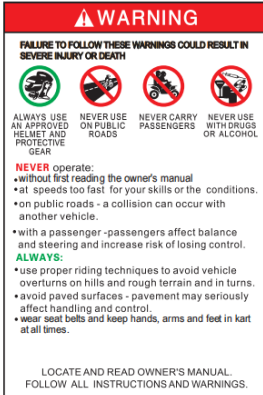 WARNING
FAILURE TO FOLLOW THESE WARNINGS COULD RESULT IN
SEVERE INJURY OR DEATH
ALWAYS USE
AN APPROVED
HELMET AND
PROTECTIVE
GEAR
NEVER USE
ON PUBLIC
ROADS
NEVER CARRY
PASSENGERS
NEVER USE
WITH DRUGS
OR ALCOHOL
NEVER operate:
•without first reading the owner's manual
•at speeds too fast for your skills or the conditions.
•on public roads - a collision can occur with
another vehicle.
•with a passenger -passengers affect balance
and steering and increase risk of losing control.
ALWAYS:
•use proper riding techniques to avoid vehicle
overturns on hills and rough terrain and in turns.
•avoid paved surfaces - pavement may seriously
affect handling and control.
•wear seat belts and keep hands, arms and feet in kart
at all times.
LOCATE AND READ OWNER'S MANUAL.
FOLLOW ALL INSTRUCTIONS AND WARNINGS.